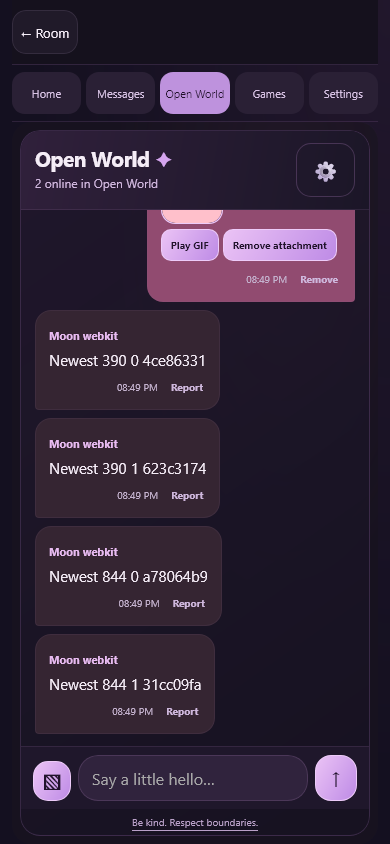 ← Room
Home
Messages
Open World
Games
Settings
Open World
2 online in Open World
Play GIF
Remove attachment
08:49 PM Remove
Moon webkit
Newest 390 0 4ce86331
08:49 PM Report
Moon webkit
Newest 390 1 623c3174
08:49 PM Report
Moon webkit
Newest 844 0 a78064b9
08:49 PM Report
Moon webkit
Newest 844 1 31cc09fa
08:49 PM Report
Say a little hello...
↑
Be kind. Respect boundaries.